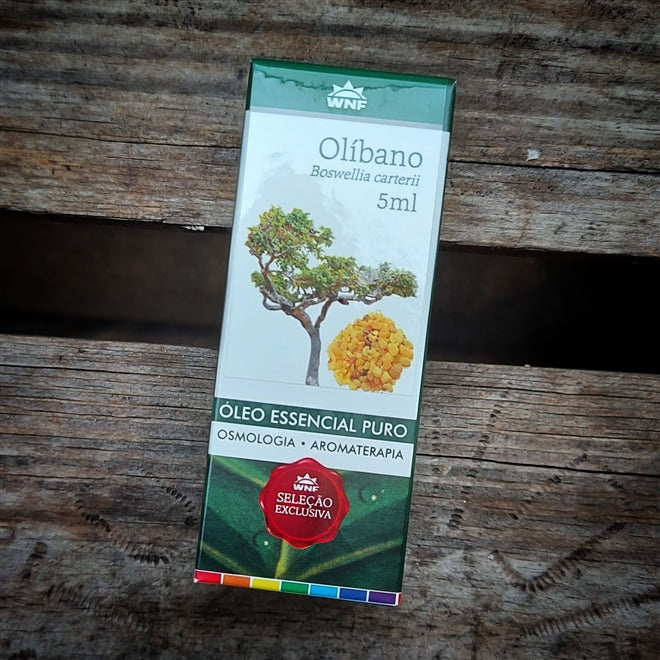 WNF
Olíbano
Boswellia carterii
5ml
ÓLEO ESSENCIAL PURO
OSMOLOGIA • AROMATERAPIA
WNF
SELEÇÃO
EXCLUSIVA